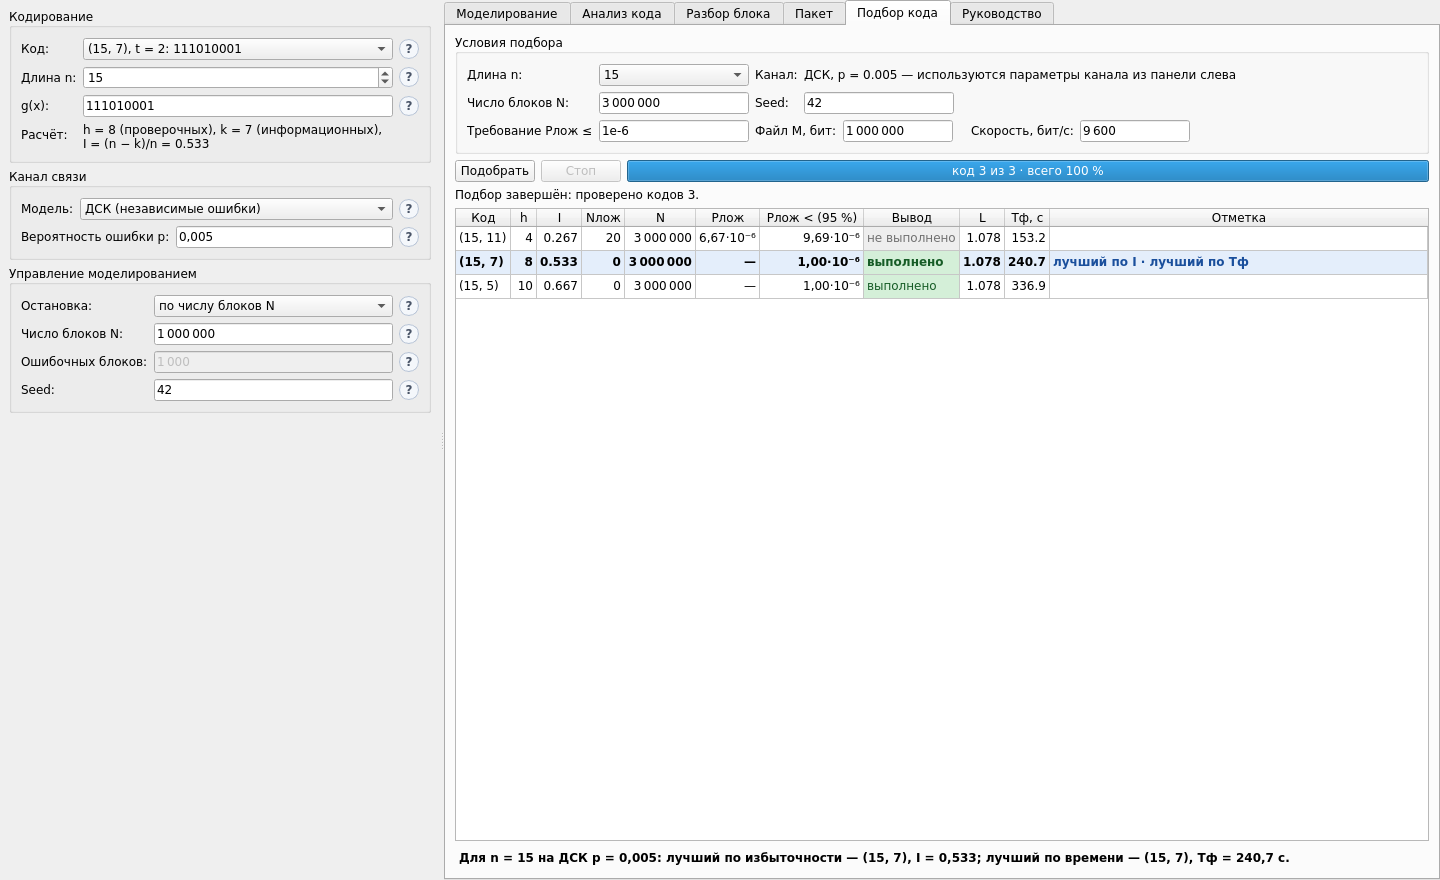 Кодирование
Код: (15, 7), t = 2: 111010001 ?
Длина n: 15 ?
g(x): 111010001 ?
Расчёт: h = 8 (проверочных), k = 7 (информационных),
I = (n − k)/n = 0.533
Канал связи
Модель: ДСК (независимые ошибки) ?
Вероятность ошибки p: 0,005 ?
Управление моделированием
Остановка: по числу блоков N ?
Число блоков N: 1 000 000 ?
Ошибочных блоков: 1 000 ?
Seed: 42 ?
Моделирование Анализ кода Разбор блока Пакет Подбор кода Руководство
Условия подбора
Длина n: 15 Канал: ДСК, p = 0.005 — используются параметры канала из панели слева
Число блоков N: 3 000 000 Seed: 42
Требование Pлож ≤ 1e-6 Файл M, бит: 1 000 000 Скорость, бит/с: 9 600
Подобрать Стоп код 3 из 3 · всего 100 %
Подбор завершён: проверено кодов 3.
Код h I Nлож N Pлож Pлож < (95 %) Вывод L Tф, с Отметка
(15, 11) 4 0.267 20 3 000 000 6,67·10⁻⁶ 9,69·10⁻⁶ не выполнено 1.078 153.2
(15, 7) 8 0.533 0 3 000 000 — 1,00·10⁻⁶ выполнено 1.078 240.7 лучший по I · лучший по Tф
(15, 5) 10 0.667 0 3 000 000 — 1,00·10⁻⁶ выполнено 1.078 336.9
Для n = 15 на ДСК p = 0,005: лучший по избыточности — (15, 7), I = 0,533; лучший по времени — (15, 7), Tф = 240,7 с.